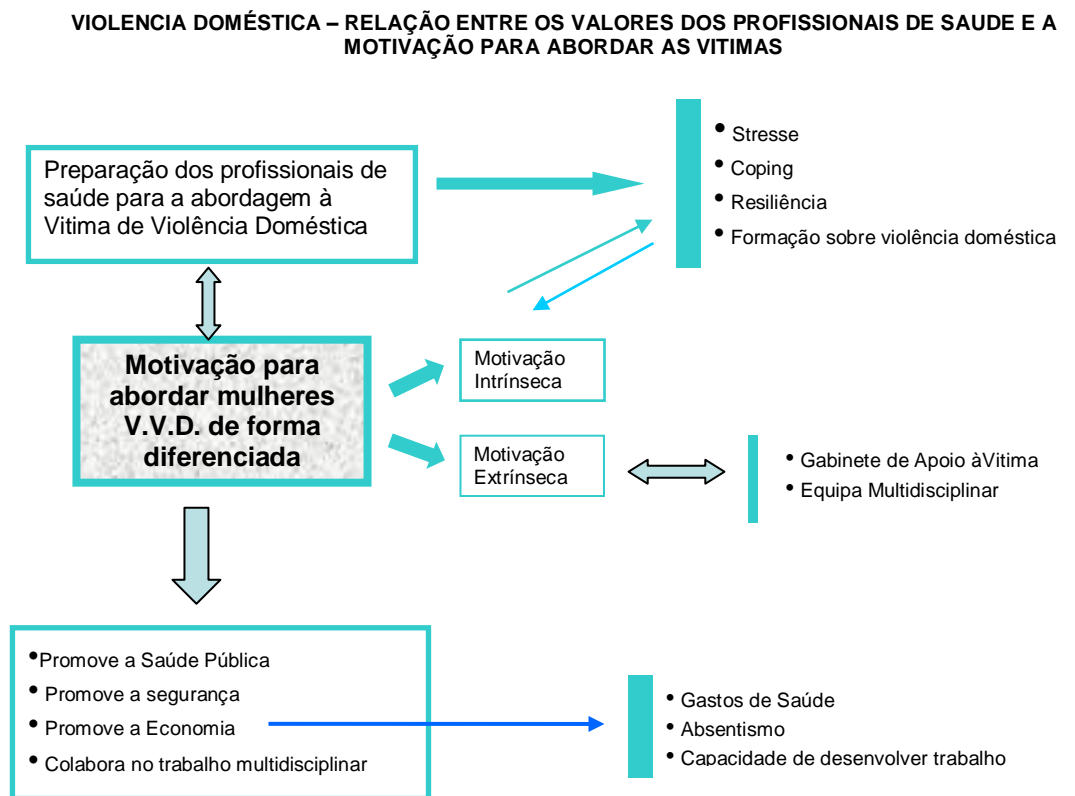 VIOLENCIA DOMÉSTICA – RELAÇÃO ENTRE OS VALORES DOS PROFISSIONAIS DE SAUDE E A
MOTIVAÇÃO PARA ABORDAR AS VITIMAS
Preparação dos profissionais de
saúde para a abordagem à
Vitima de Violência Doméstica
• Stresse
• Coping
• Resiliência
• Formação sobre violência doméstica
Motivação para
abordar mulheres
V.V.D. de forma
diferenciada
Motivação
Intrínseca
Motivação
Extrínseca
• Gabinete de Apoio àVitima
• Equipa Multidisciplinar
•Promove a Saúde Pública
• Promove a segurança
• Promove a Economia
• Colabora no trabalho multidisciplinar
• Gastos de Saúde
• Absentismo
• Capacidade de desenvolver trabalho